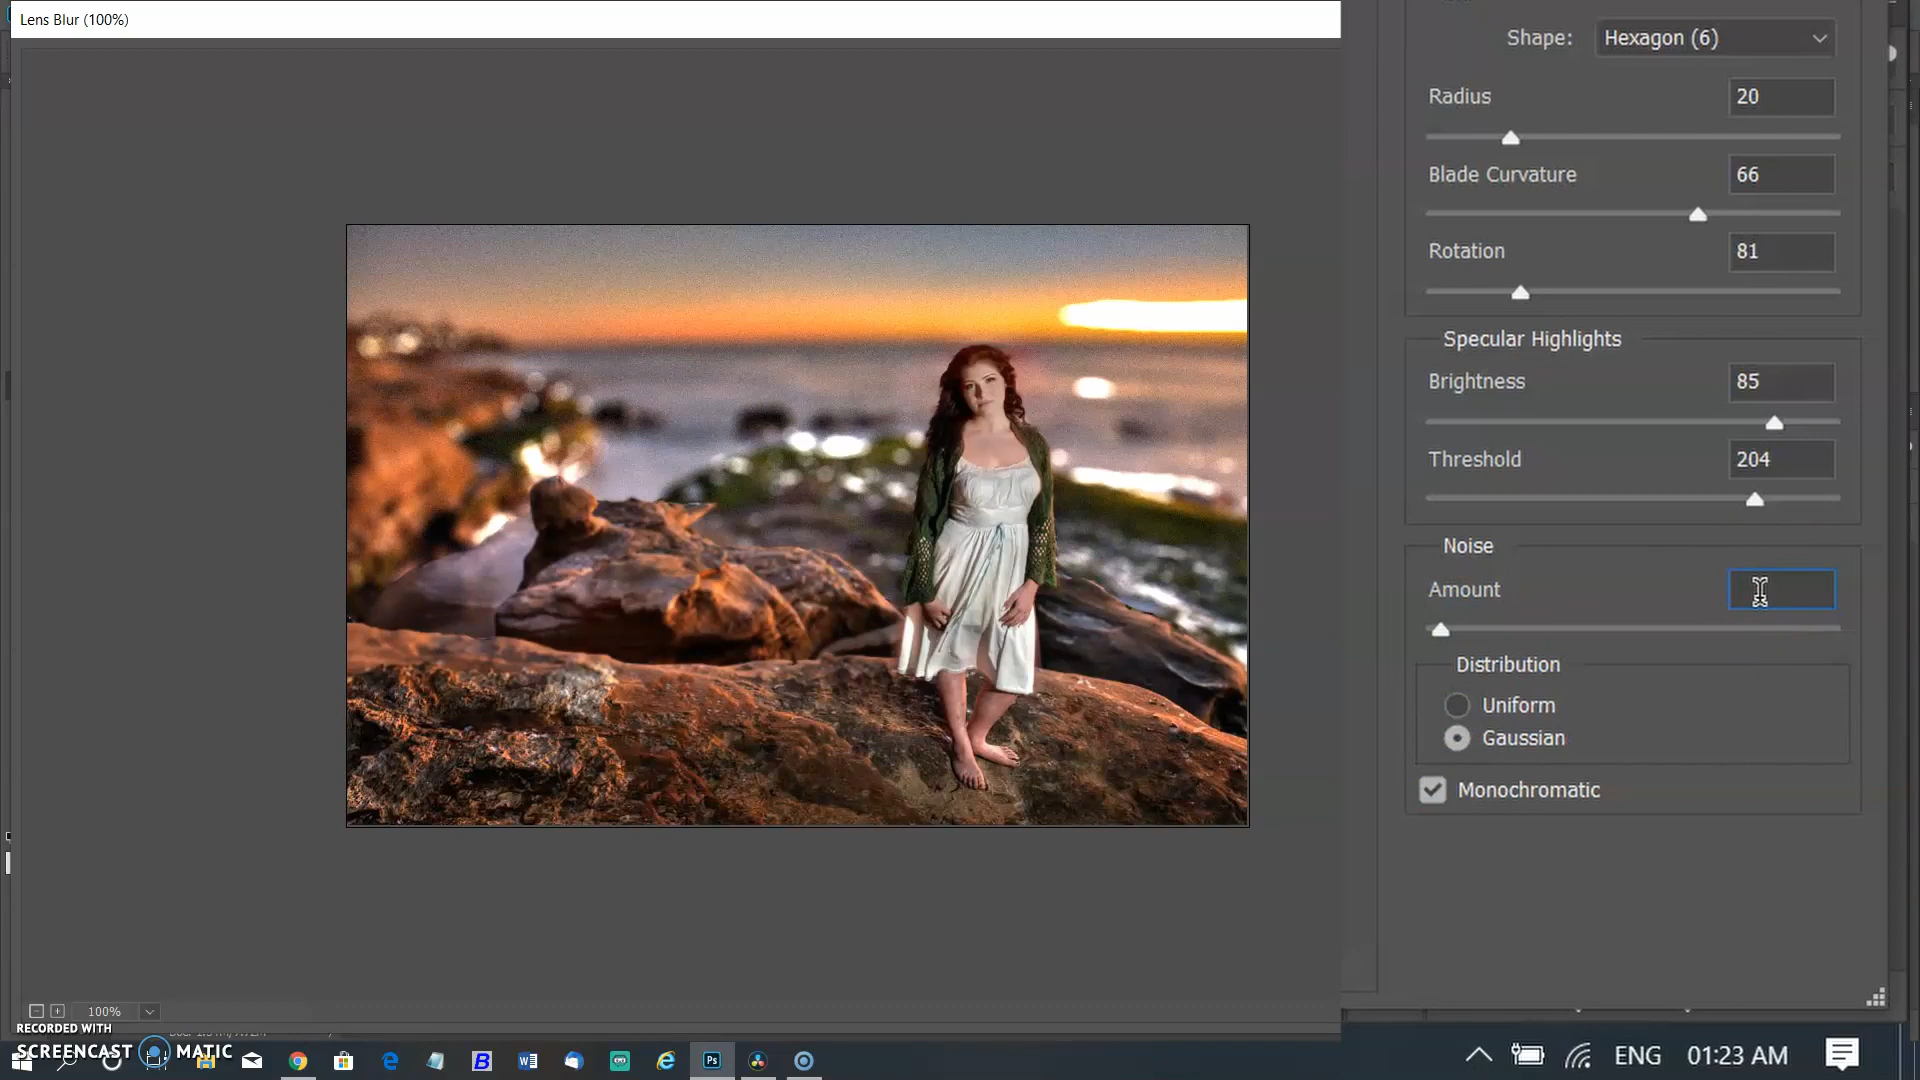 Lens Blur (100%)
Shape: Hexagon (6)
Radius 20
Blade Curvature 66
Rotation 81
Specular Highlights
Brightness 85
Threshold 204
Noise
Amount
Distribution
Uniform
Gaussian
Monochromatic
100%
RECORDED WITH
SCREENCAST MATIC
ENG 01:23 AM